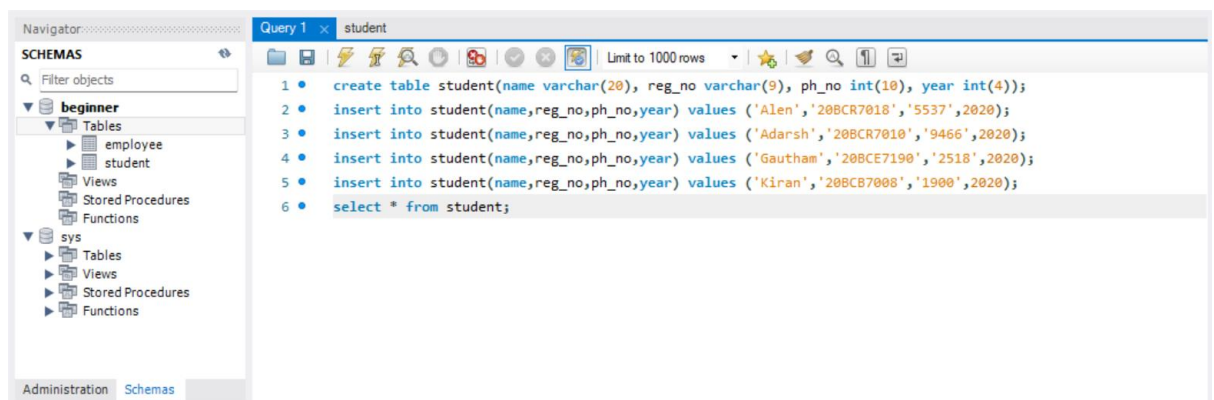 Navigator
SCHEMAS
Filter objects
beginner
Tables
employee
student
Views
Stored Procedures
Functions
sys
Tables
Views
Stored Procedures
Functions
Administration Schemas
Query 1 student
Limit to 1000 rows
1 create table student(name varchar(20), reg_no varchar(9), ph_no int(10), year int(4));
2 insert into student(name,reg_no,ph_no,year) values ('Alen','20BCR7018','5537',2020);
3 insert into student(name,reg_no,ph_no,year) values ('Adarsh','20BCR7010','9466',2020);
4 insert into student(name,reg_no,ph_no,year) values ('Gautham','20BCE7190','2518',2020);
5 insert into student(name,reg_no,ph_no,year) values ('Kiran','20BCB7008','1900',2020);
6 select * from student;